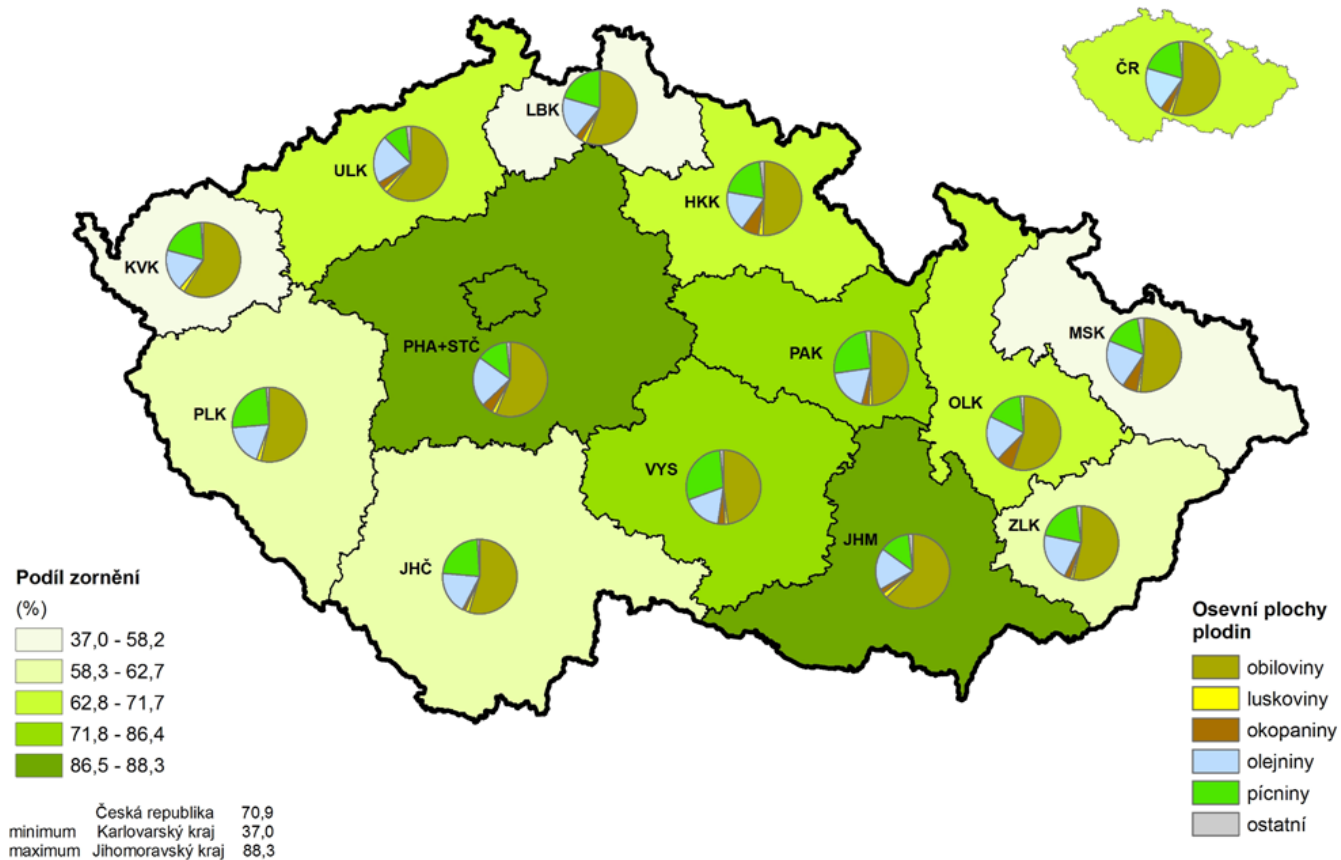 ČR
LBK
ULK
HKK
KVK
MSK
PHA+STČ
PAK
PLK
OLK
VYS
ZLK
JHM
JHČ
Podíl zornění
(%)
37,0 - 58,2
58,3 - 62,7
62,8 - 71,7
71,8 - 86,4
86,5 - 88,3
Česká republika 70,9
minimum Karlovarský kraj 37,0
maximum Jihomoravský kraj 88,3
Osevní plochy
plodin
obiloviny
luskoviny
okopaniny
olejniny
pícniny
ostatní